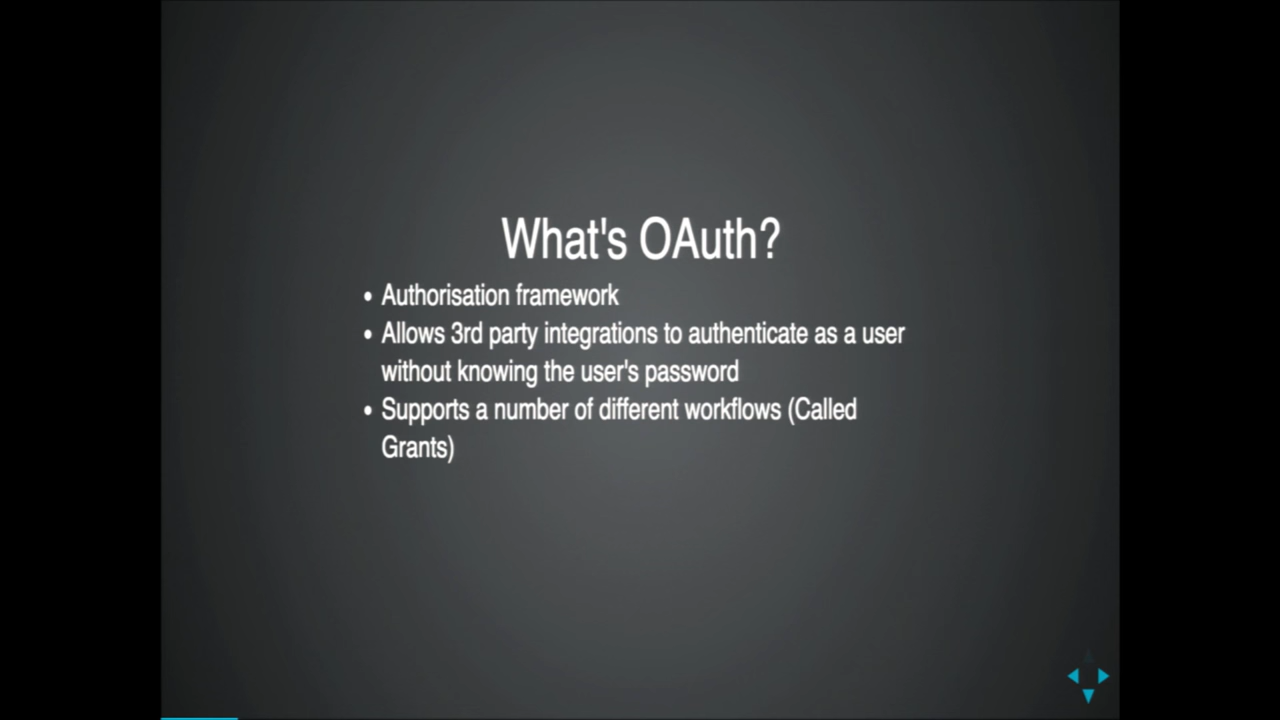 What's OAuth?
• Authorisation framework
• Allows 3rd party integrations to authenticate as a user
without knowing the user's password
• Supports a number of different workflows (Called
Grants)